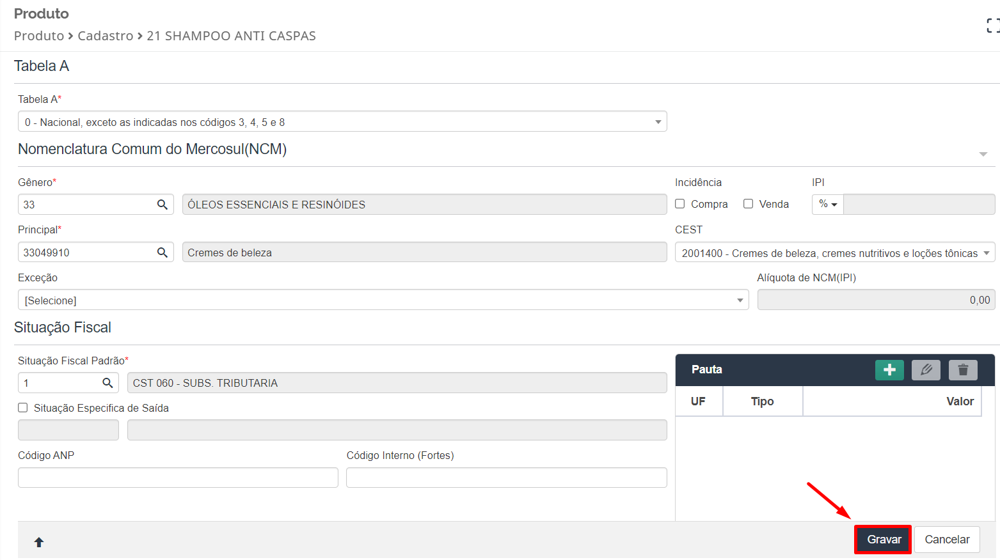 Produto
Produto > Cadastro > 21 SHAMPOO ANTI CASPAS
Tabela A
Tabela A*
0 - Nacional, exceto as indicadas nos códigos 3, 4, 5 e 8
Nomenclatura Comum do Mercosul(NCM)
Gênero* Incidência IPI
33 ÓLEOS ESSENCIAIS E RESINÓIDES Compra Venda %
Principal* CEST
33049910 Cremes de beleza 2001400 - Cremes de beleza, cremes nutritivos e loções tônicas
Exceção Alíquota de NCM(IPI)
[Selecione] 0,00
Situação Fiscal
Situação Fiscal Padrão* Pauta
1 CST 060 - SUBS. TRIBUTARIA
UF Tipo Valor
Situação Especifica de Saída
Código ANP Código Interno (Fortes)
Gravar Cancelar